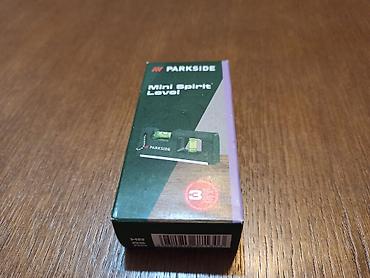 PARKSIDE
Mini Spirit
Level
PARKSIDE
3